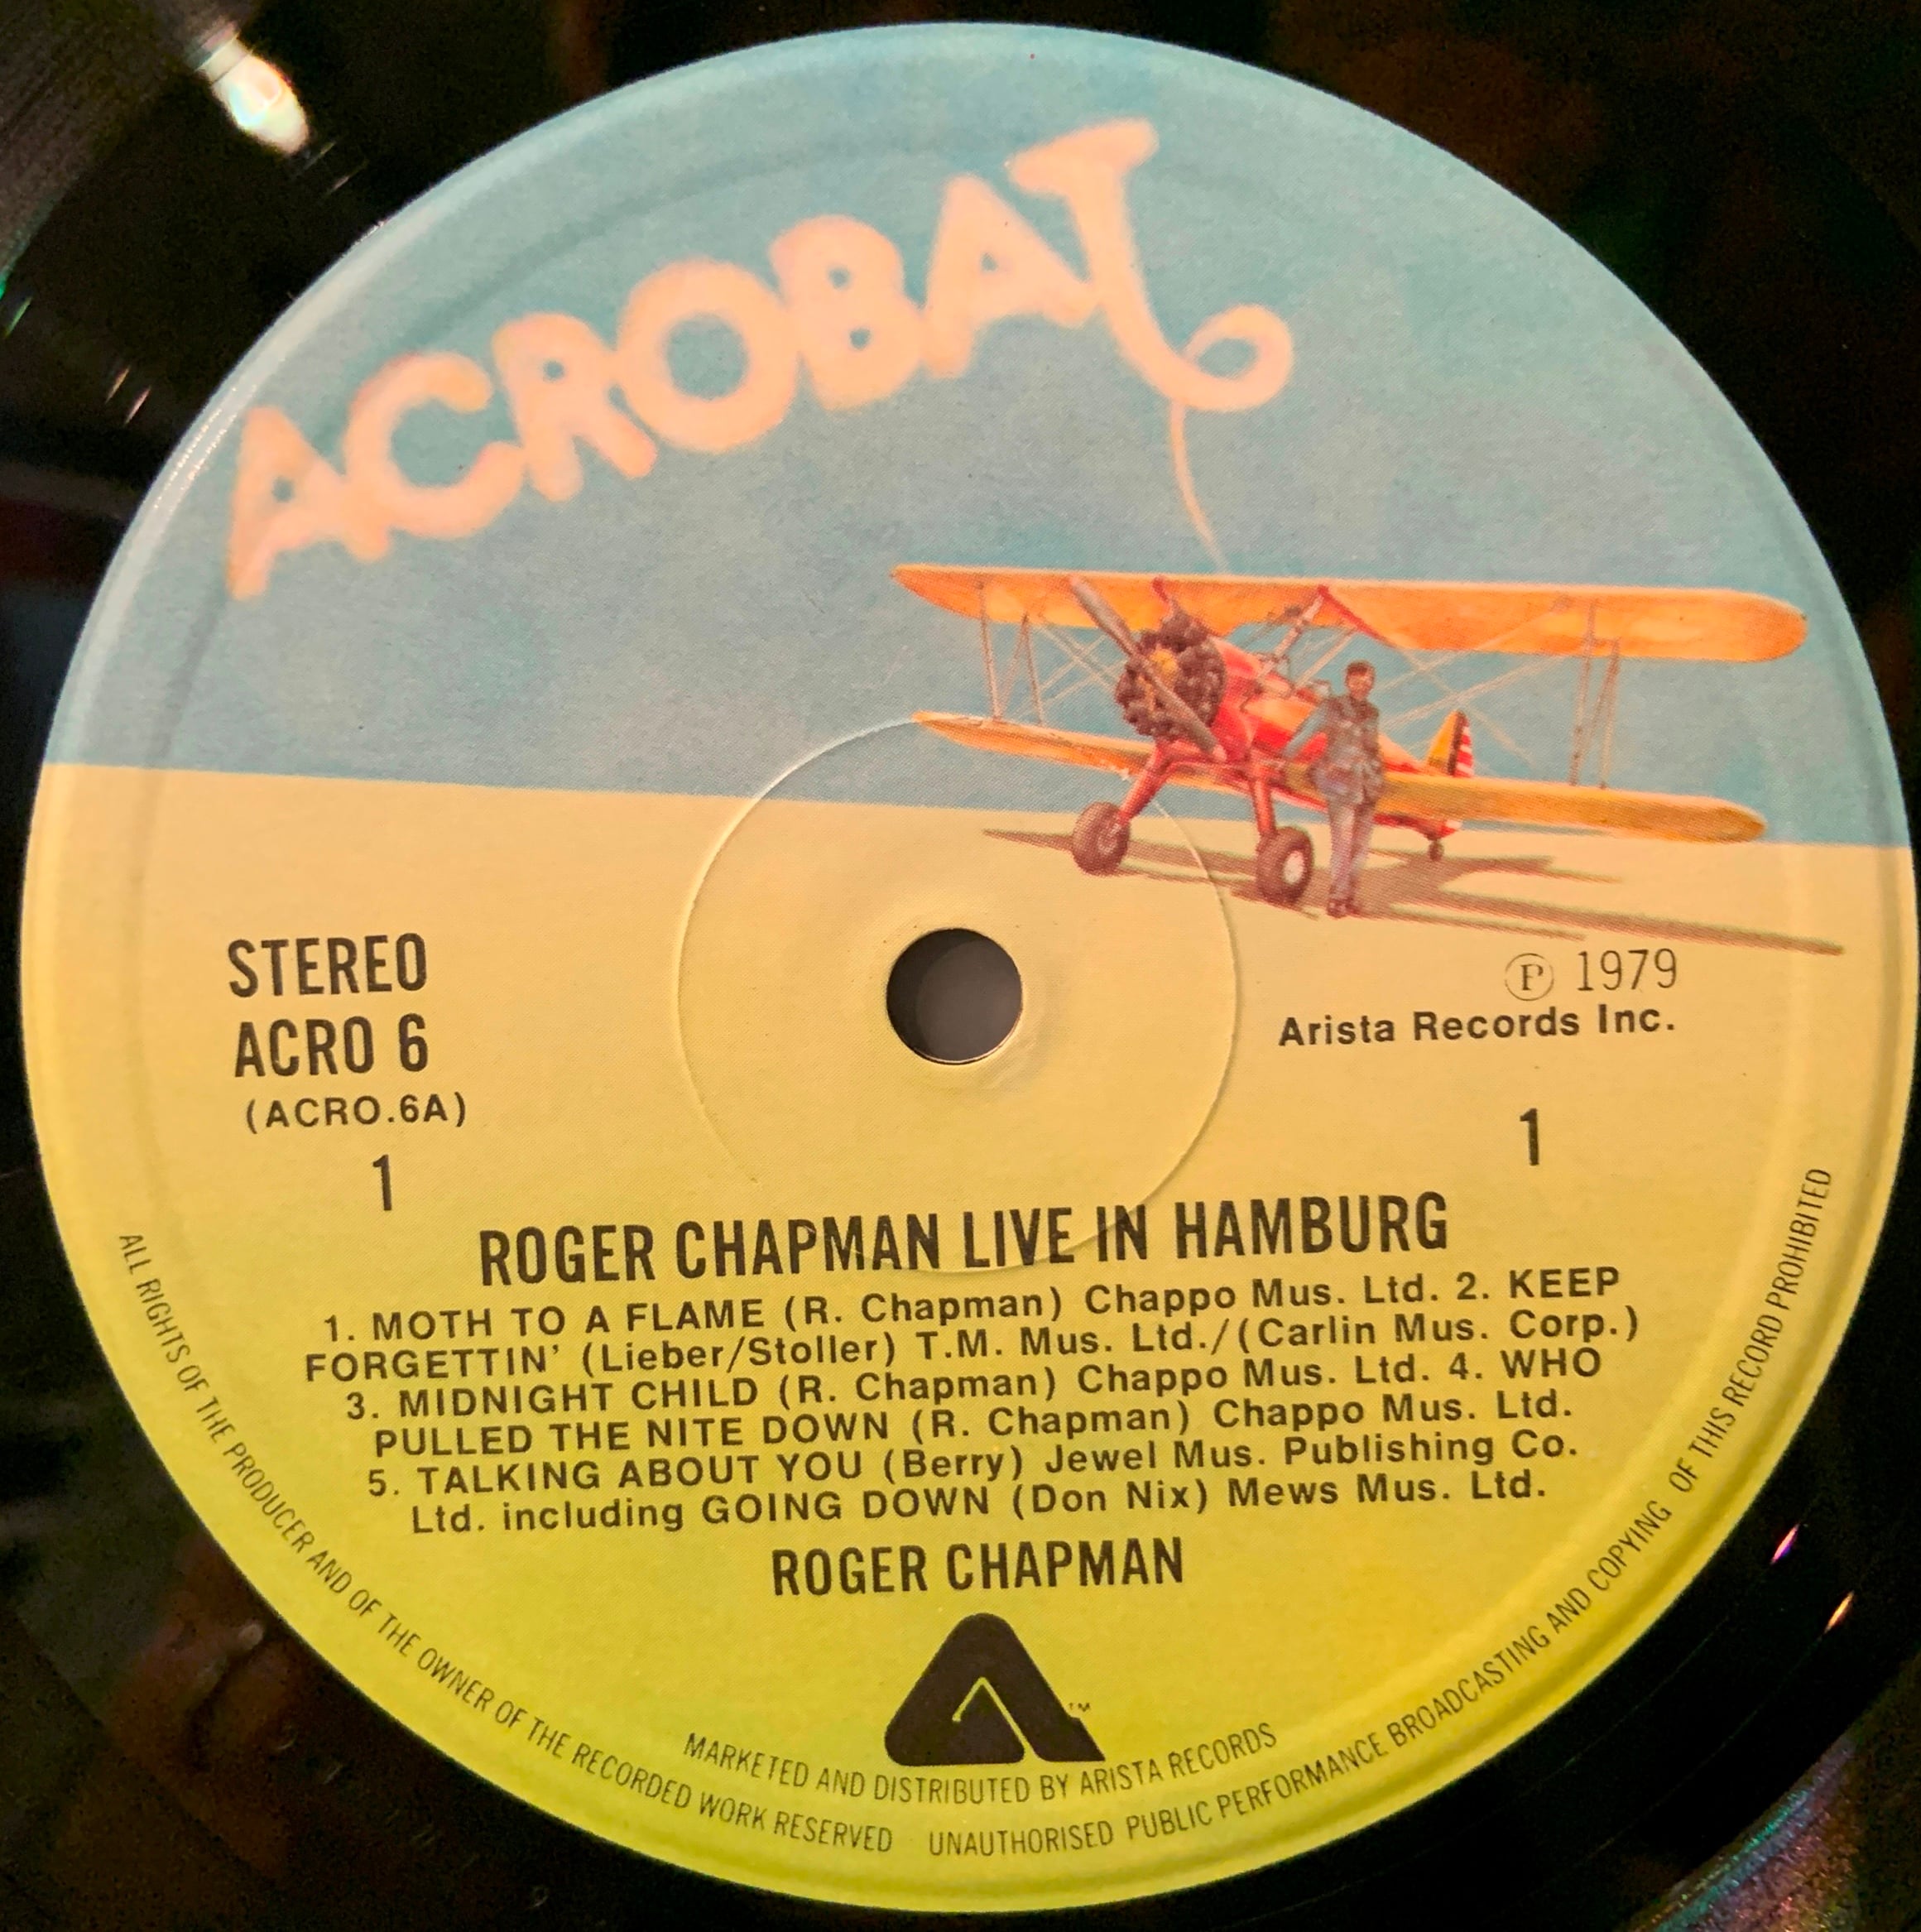 ACROBAT
STEREO
ACRO 6
(ACRO.6A)
1
℗ 1979
Arista Records Inc.
1
ROGER CHAPMAN LIVE IN HAMBURG
1. MOTH TO A FLAME (R. Chapman) Chappo Mus. Ltd. 2. KEEP
FORGETTIN' (Lieber/Stoller) T.M. Mus. Ltd./(Carlin Mus. Corp.)
3. MIDNIGHT CHILD (R. Chapman) Chappo Mus. Ltd. 4. WHO
PULLED THE NITE DOWN (R. Chapman) Chappo Mus. Ltd.
5. TALKING ABOUT YOU (Berry) Jewel Mus. Publishing Co.
Ltd. including GOING DOWN (Don Nix) Mews Mus. Ltd.
ROGER CHAPMAN
TM
MARKETED AND DISTRIBUTED BY ARISTA RECORDS
ALL RIGHTS OF THE PRODUCER AND OF THE OWNER OF THE RECORDED WORK RESERVED UNAUTHORISED PUBLIC PERFORMANCE BROADCASTING AND COPYING OF THIS RECORD PROHIBITED